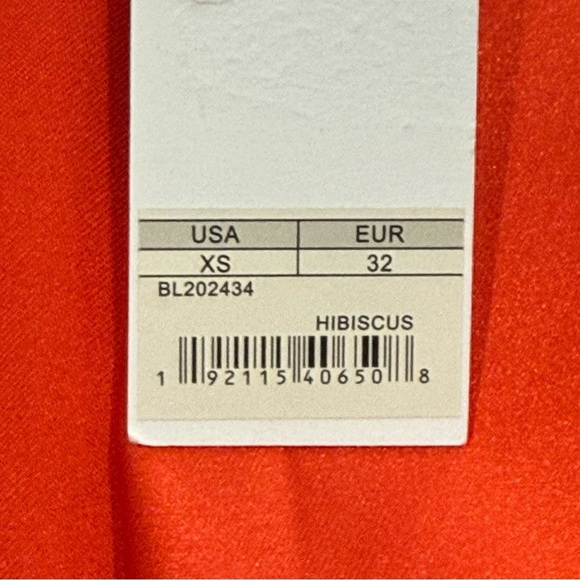 USA EUR
XS 32
BL202434
HIBISCUS
1 92115 40650 8